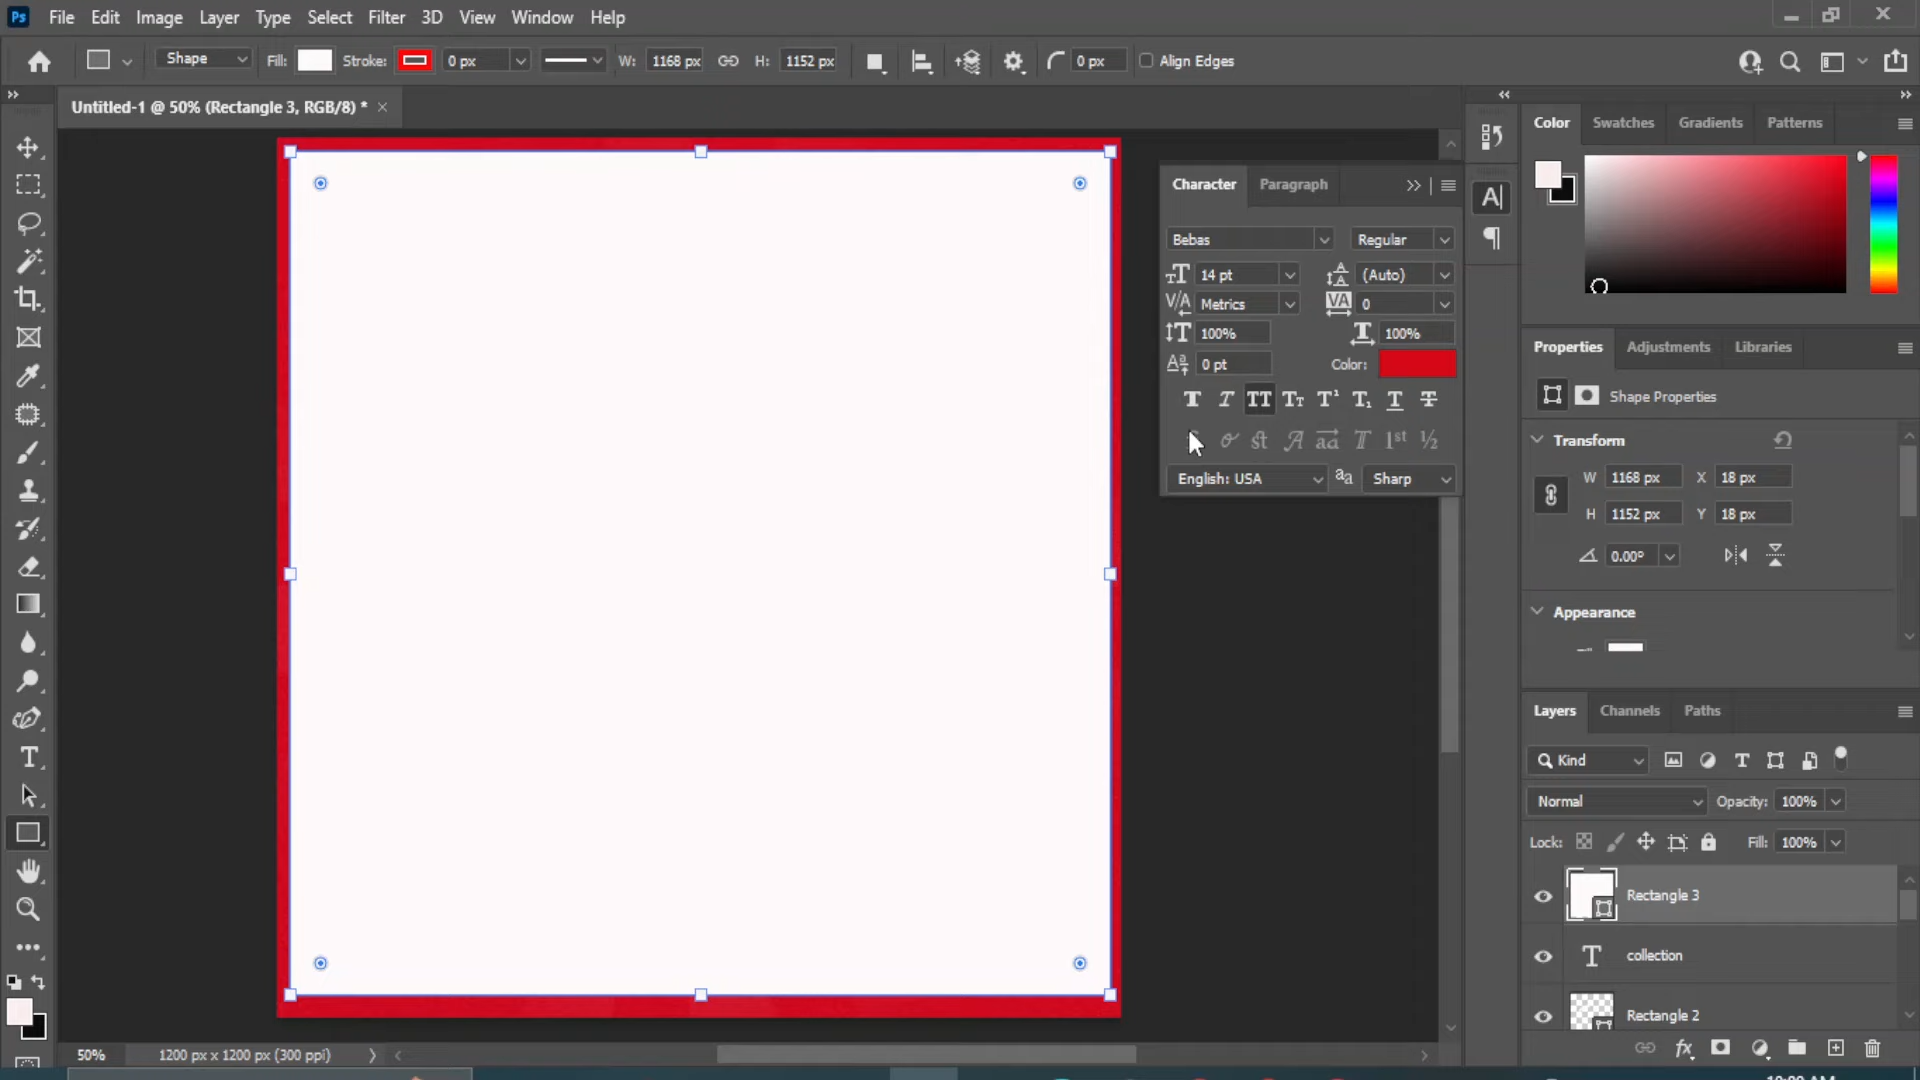 Ps File Edit Image Layer Type Select Filter 3D View Window Help
Shape Fill: Stroke: 0 px W: 1168 px H: 1152 px 0 px Align Edges
Untitled-1 @ 50% (Rectangle 3, RGB/8) * ×
Color Swatches Gradients Patterns
Character Paragraph
Bebas Regular
14 pt (Auto)
Metrics 0
100% 100%
0 pt Color:
English: USA aa Sharp
Properties Adjustments Libraries
Shape Properties
Transform
W 1168 px X 18 px
H 1152 px Y 18 px
0.00°
Appearance
Layers Channels Paths
Kind
Normal Opacity: 100%
Lock: Fill: 100%
Rectangle 3
collection
Rectangle 2
50% 1200 px x 1200 px (300 ppi)